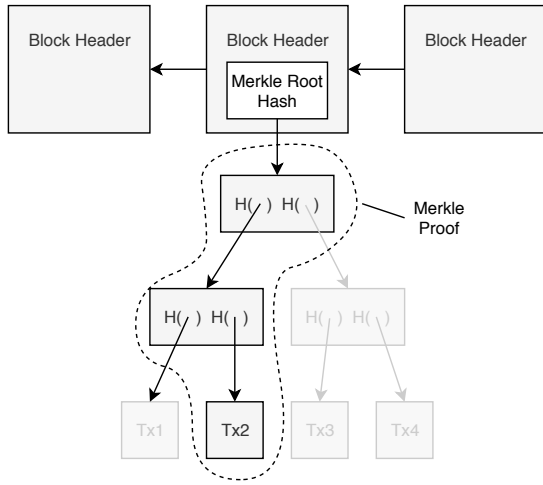 Block Header
Block Header
Block Header
Merkle Root
Hash
H( ) H( )
Merkle
Proof
H( ) H( )
H( ) H( )
Tx1
Tx2
Tx3
Tx4